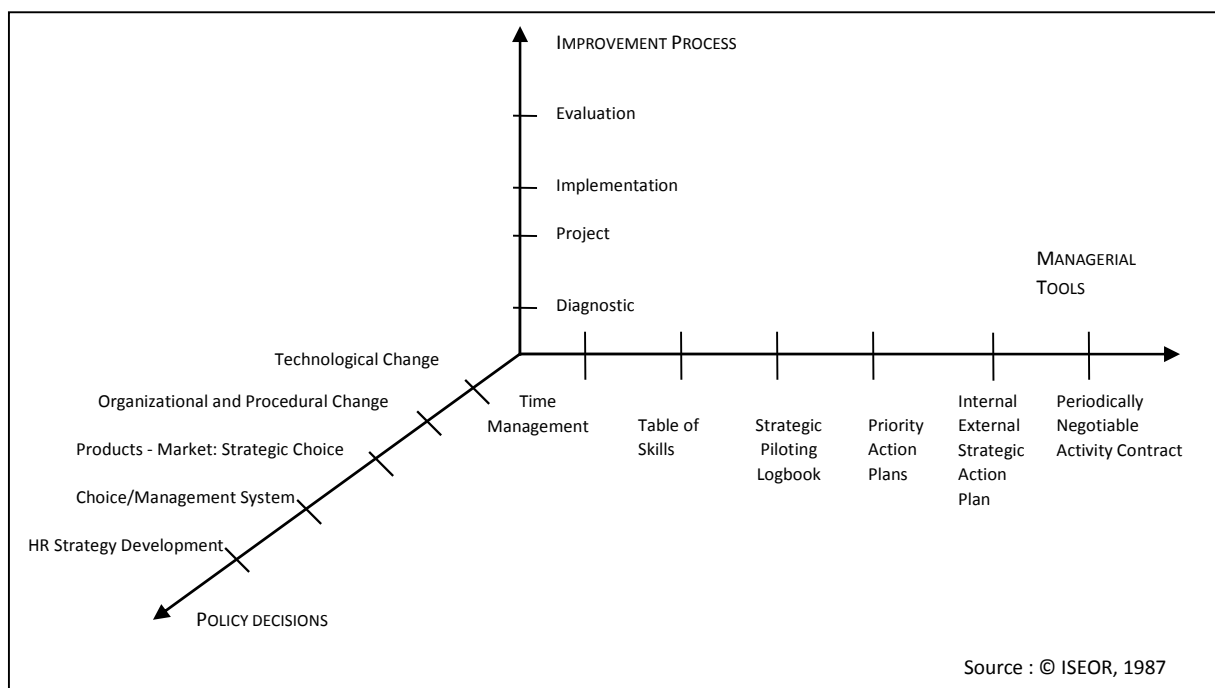 IMPROVEMENT PROCESS
Evaluation
Implementation
Project
Diagnostic
MANAGERIAL
TOOLS
Time
Management
Table of
Skills
Strategic
Piloting
Logbook
Priority
Action
Plans
Internal
External
Strategic
Action
Plan
Periodically
Negotiable
Activity Contract
Technological Change
Organizational and Procedural Change
Products - Market: Strategic Choice
Choice/Management System
HR Strategy Development
POLICY DECISIONS
Source : © ISEOR, 1987